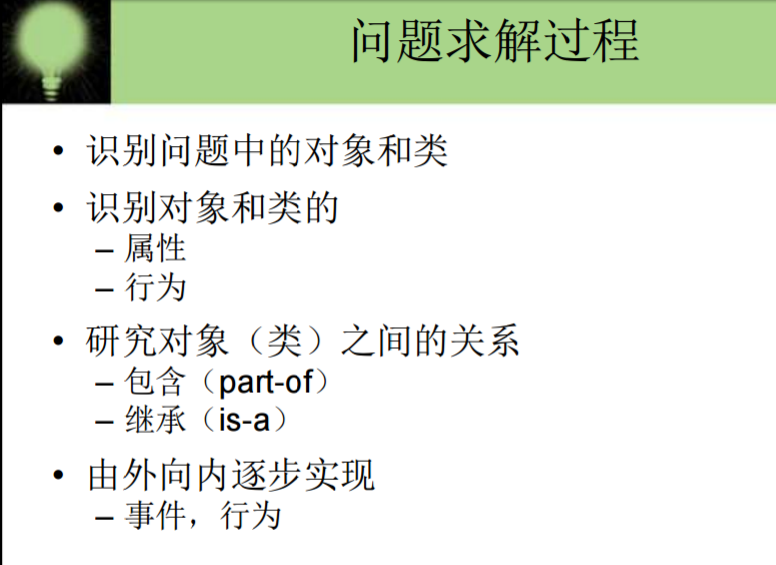 问题求解过程
• 识别问题中的对象和类
• 识别对象和类的
– 属性
– 行为
• 研究对象（类）之间的关系
– 包含（part-of）
– 继承（is-a）
• 由外向内逐步实现
– 事件，行为